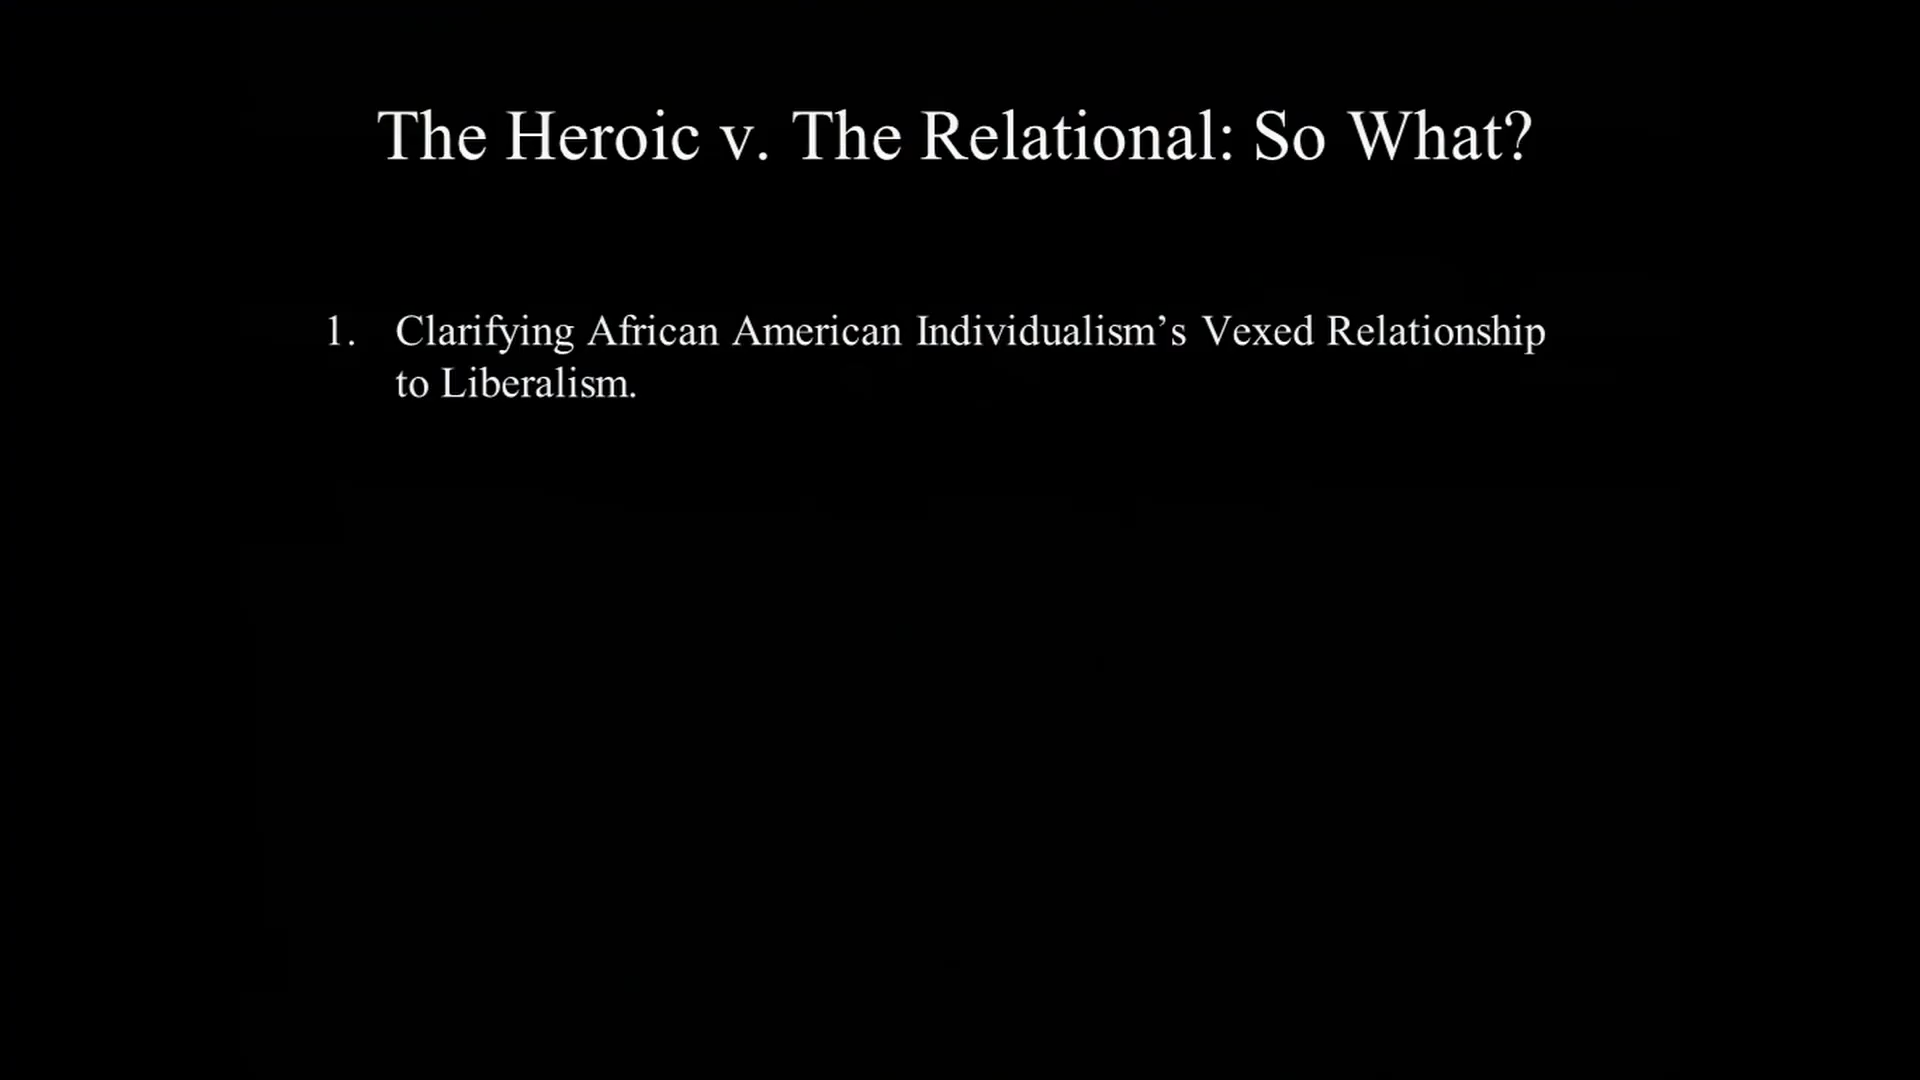 The Heroic v. The Relational: So What?
1. Clarifying African American Individualism’s Vexed Relationship
to Liberalism.